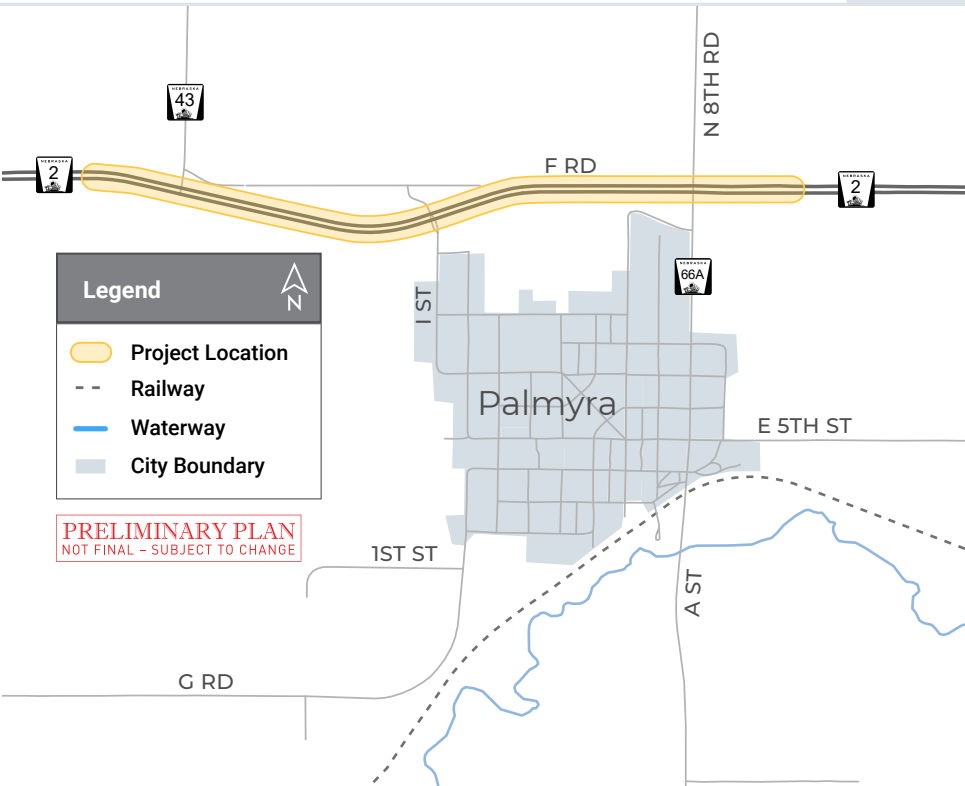 N 8TH RD
NEBRASKA
43
F RD
NEBRASKA
2
NEBRASKA
2
Legend
N
NEBRASKA
66A
I ST
Project Location
Railway
Palmyra
Waterway
E 5TH ST
City Boundary
PRELIMINARY PLAN
NOT FINAL – SUBJECT TO CHANGE
1ST ST
A ST
G RD